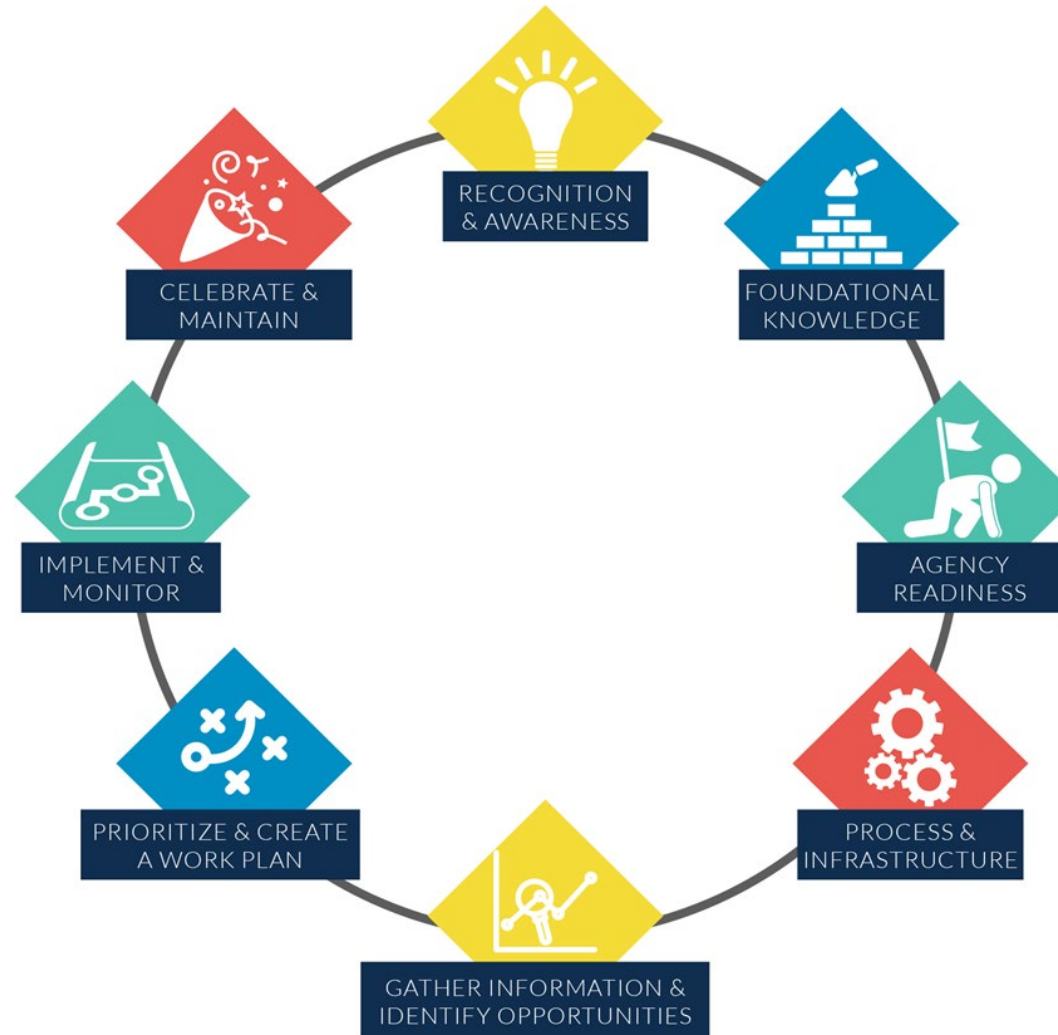 RECOGNITION
& AWARENESS
FOUNDATIONAL
KNOWLEDGE
AGENCY
READINESS
PROCESS &
INFRASTRUCTURE
GATHER INFORMATION &
IDENTIFY OPPORTUNITIES
PRIORITIZE & CREATE
A WORK PLAN
IMPLEMENT &
MONITOR
CELEBRATE &
MAINTAIN